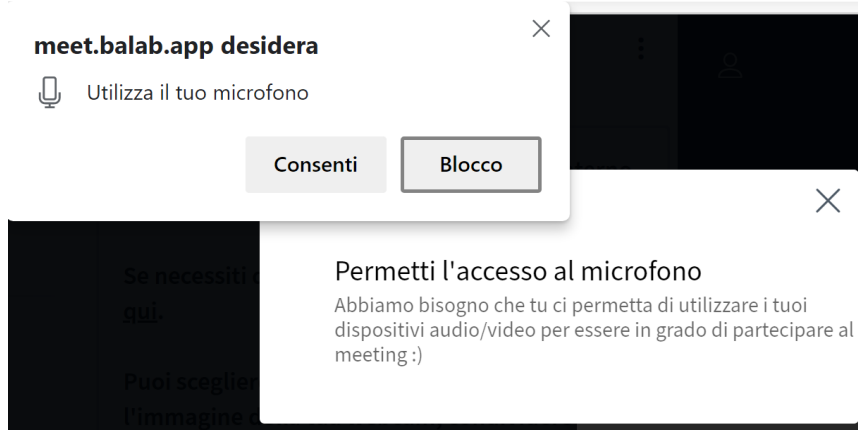 meet.balab.app desidera
Utilizza il tuo microfono
Consenti
Blocco
Permetti l'accesso al microfono
Abbiamo bisogno che tu ci permetta di utilizzare i tuoi
dispositivi audio/video per essere in grado di partecipare al
meeting :)
Se necessiti
qui.
Puoi
l'immagine